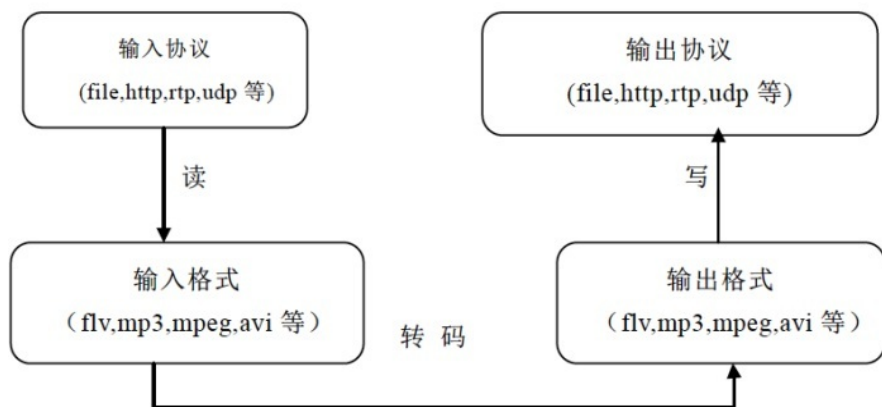 输入协议
(file,http,rtp,udp 等)
输出协议
(file,http,rtp,udp 等)
读
写
输入格式
（flv,mp3,mpeg,avi 等）
输出格式
（flv,mp3,mpeg,avi 等）
转 码